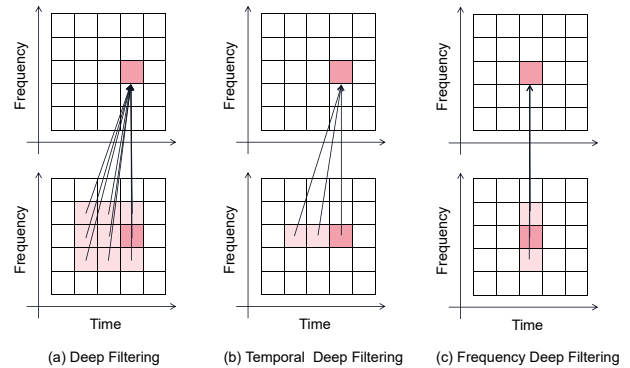 Frequency
Frequency
Frequency
Frequency
Frequency
Frequency
Time
Time
Time
(a) Deep Filtering
(b) Temporal Deep Filtering
(c) Frequency Deep Filtering